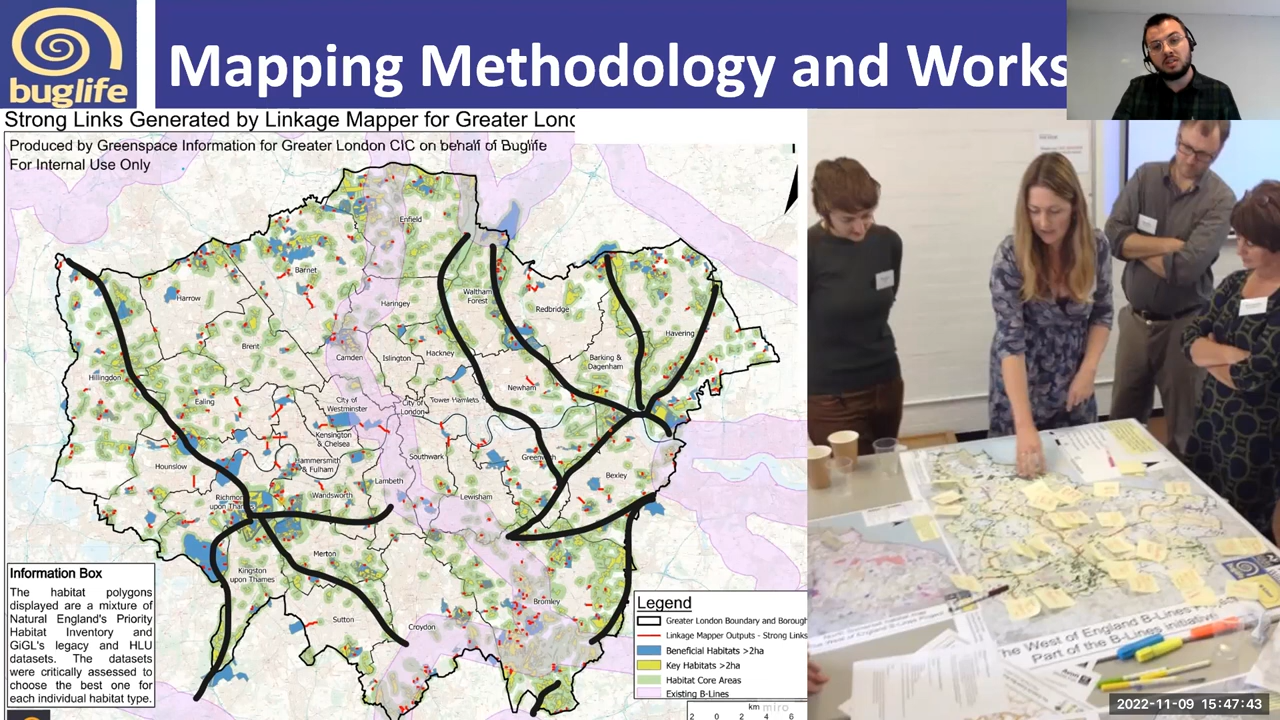 buglife
Mapping Methodology and Works
Strong Links Generated by Linkage Mapper for Greater Lon
Produced by Greenspace Information for Greater London CIC on behalf of Buglife
For Internal Use Only
Enfield
Barnet
Harrow
Haringey
Waltham
Forest
Redbridge
Havering
Brent
Camden
Islington
Hackney
Barking &
Dagenham
Hillingdon
Ealing
City of
Westminster
City of
London
Tower Hamlets
Newham
Kensington
& Chelsea
Hounslow
Hammersmith
& Fulham
Southwark
Greenwich
Bexley
Richmond
upon Thames
Wandsworth
Lambeth
Lewisham
Merton
Kingston
upon Thames
Sutton
Croydon
Bromley
Information Box
The habitat polygons
displayed are a mixture of
Natural England's Priority
Habitat Inventory and
GiGL's legacy and HLU
datasets. The datasets
were critically assessed to
choose the best one for
each individual habitat type.
Legend
Greater London Boundary and Borough
Linkage Mapper Outputs - Strong Links
Beneficial Habitats >2ha
Key Habitats >2ha
Habitat Core Areas
Existing B-Lines
km
miro
2 0 2 4 6
he West of England B-Lines
Part of the B-Lines initiative
2022-11-09 15:47:43